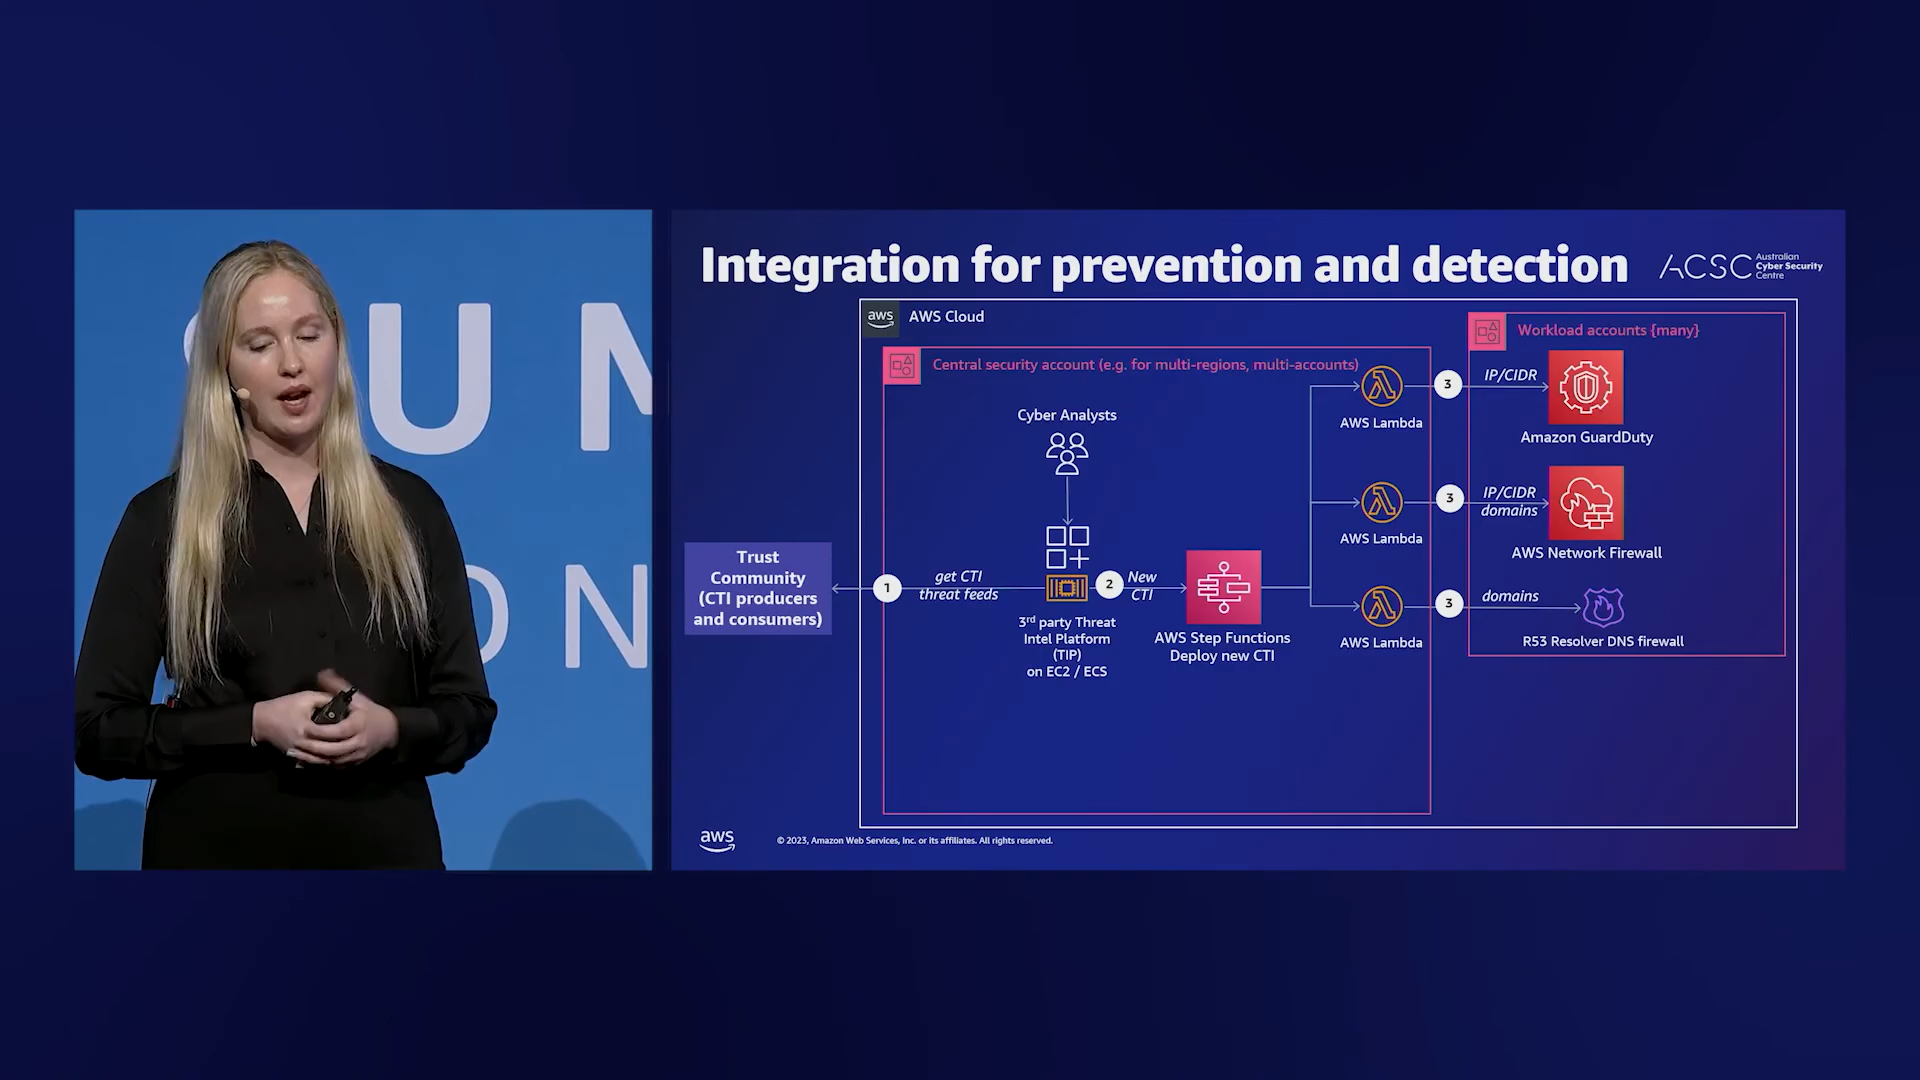 UM
ON
Integration for prevention and detection
ACSC
Australian
Cyber Security
Centre
aws
AWS Cloud
Central security account (e.g. for multi-regions, multi-accounts)
Workload accounts {many}
Cyber Analysts
Trust
Community
(CTI producers
and consumers)
1
get CTI
threat feeds
2
New
CTI
3rd party Threat
Intel Platform
(TIP)
on EC2 / ECS
AWS Step Functions
Deploy new CTI
AWS Lambda
3
IP/CIDR
Amazon GuardDuty
AWS Lambda
3
IP/CIDR
domains
AWS Network Firewall
AWS Lambda
3
domains
R53 Resolver DNS firewall
aws
© 2023, Amazon Web Services, Inc. or its affiliates. All rights reserved.